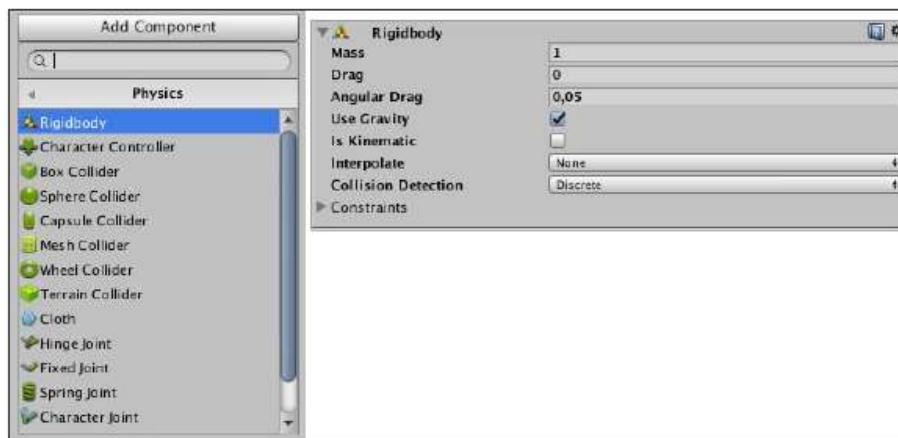 Add Component
Physics
Rigidbody
Character Controller
Box Collider
Sphere Collider
Capsule Collider
Mesh Collider
Wheel Collider
Terrain Collider
Cloth
Hinge Joint
Fixed Joint
Spring Joint
Character Joint
Rigidbody
Mass 1
Drag 0
Angular Drag 0,05
Use Gravity
Is Kinematic
Interpolate None
Collision Detection Discrete
Constraints